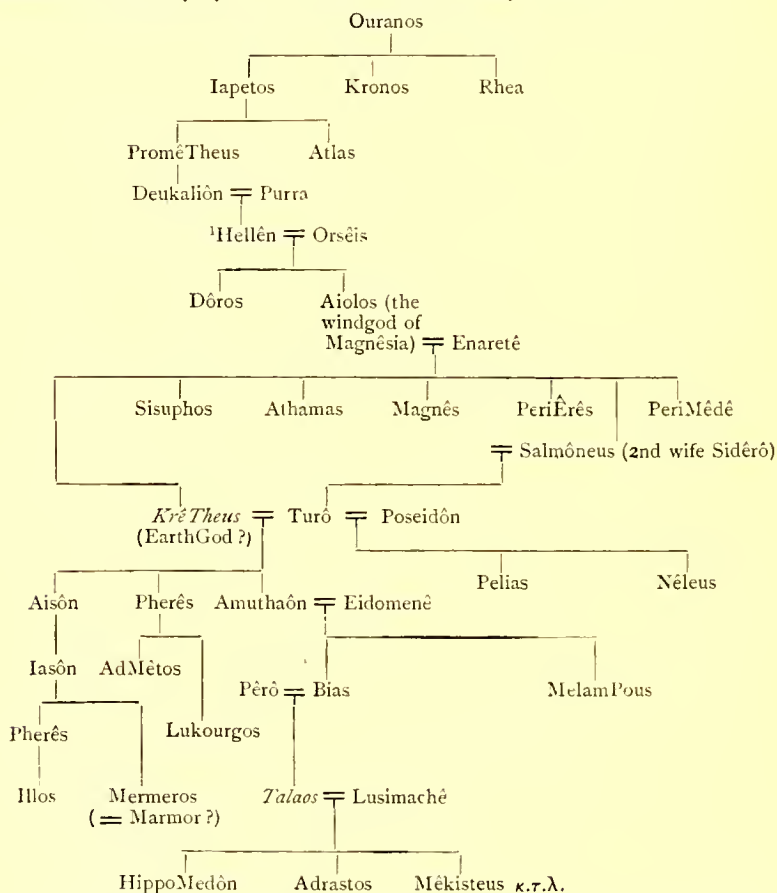 Ouranos
Iapetos Kronos Rhea
PromêTheus Atlas
Deukaliôn = Purra
¹Hellên = Orsêis
Dôros Aiolos (the
windgod of
Magnêsia) = Enaretê
Sisuphos Athamas Magnês PeriÊrês PeriMêdê
= Salmôneus (2nd wife Sidêrô)
KrêTheus = Turô = Poseidôn
(EarthGod ?)
Pelias Nêleus
Aisôn Pherês Amuthaôn = Eidomenê
Iasôn AdMêtos Pêrô = Bias MelamPous
Pherês Lukourgos
Illos Mermeros Talaos = Lusimachê
(= Marmor ?)
HippoMedôn Adrastos Mêkisteus κ.τ.λ.